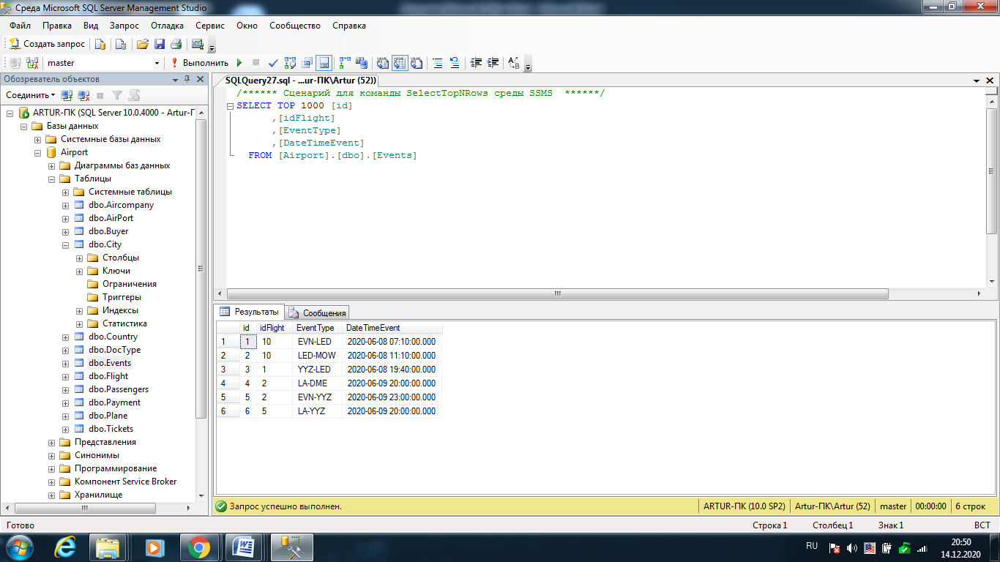 Среда Microsoft SQL Server Management Studio
Файл Правка Вид Запрос Отладка Сервис Окно Сообщество Справка
Создать запрос
master Выполнить
Обозреватель объектов
Соединить
ARTUR-ПК (SQL Server 10.0.4000 - Artur-П
Базы данных
Системные базы данных
Airport
Диаграммы баз данных
Таблицы
Системные таблицы
dbo.Aircompany
dbo.AirPort
dbo.Buyer
dbo.City
Столбцы
Ключи
Ограничения
Триггеры
Индексы
Статистика
dbo.Country
dbo.DocType
dbo.Events
dbo.Flight
dbo.Passengers
dbo.Payment
dbo.Plane
dbo.Tickets
Представления
Синонимы
Программирование
Компонент Service Broker
Хранилище
SQLQuery27.sql - ...ur-ПК\Artur (52))
/****** Сценарий для команды SelectTopNRows среды SSMS ******/
SELECT TOP 1000 [id]
,[idFlight]
,[EventType]
,[DateTimeEvent]
FROM [Airport].[dbo].[Events]
Результаты Сообщения
id idFlight EventType DateTimeEvent
1 1 10 EVN-LED 2020-06-08 07:10:00.000
2 2 10 LED-MOW 2020-06-08 11:10:00.000
3 3 1 YYZ-LED 2020-06-08 19:40:00.000
4 4 2 LA-DME 2020-06-09 20:00:00.000
5 5 2 EVN-YYZ 2020-06-09 23:00:00.000
6 6 5 LA-YYZ 2020-06-09 20:00:00.000
Запрос успешно выполнен. ARTUR-ПК (10.0 SP2) Artur-ПК\Artur (52) master 00:00:00 6 строк
Готово Строка 1 Столбец 1 Знак 1 ВСТ
RU 20:50
14.12.2020